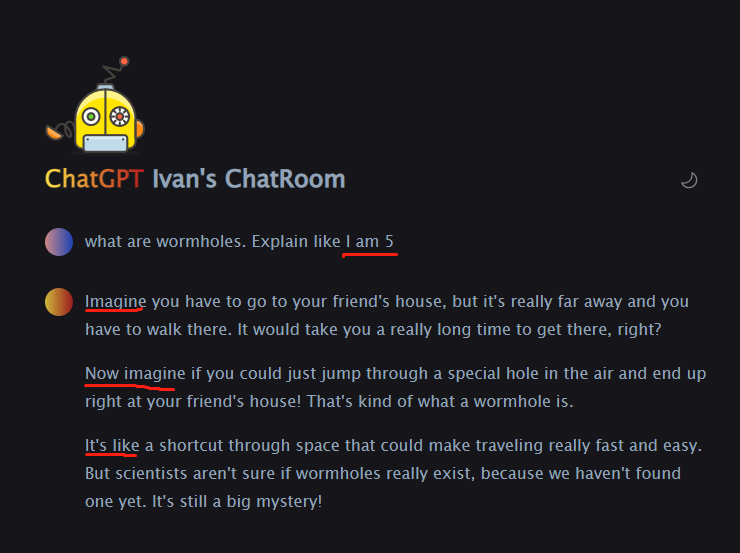 ChatGPT Ivan's ChatRoom
what are wormholes. Explain like I am 5
Imagine you have to go to your friend's house, but it's really far away and you
have to walk there. It would take you a really long time to get there, right?
Now imagine if you could just jump through a special hole in the air and end up
right at your friend's house! That's kind of what a wormhole is.
It's like a shortcut through space that could make traveling really fast and easy.
But scientists aren't sure if wormholes really exist, because we haven't found
one yet. It's still a big mystery!